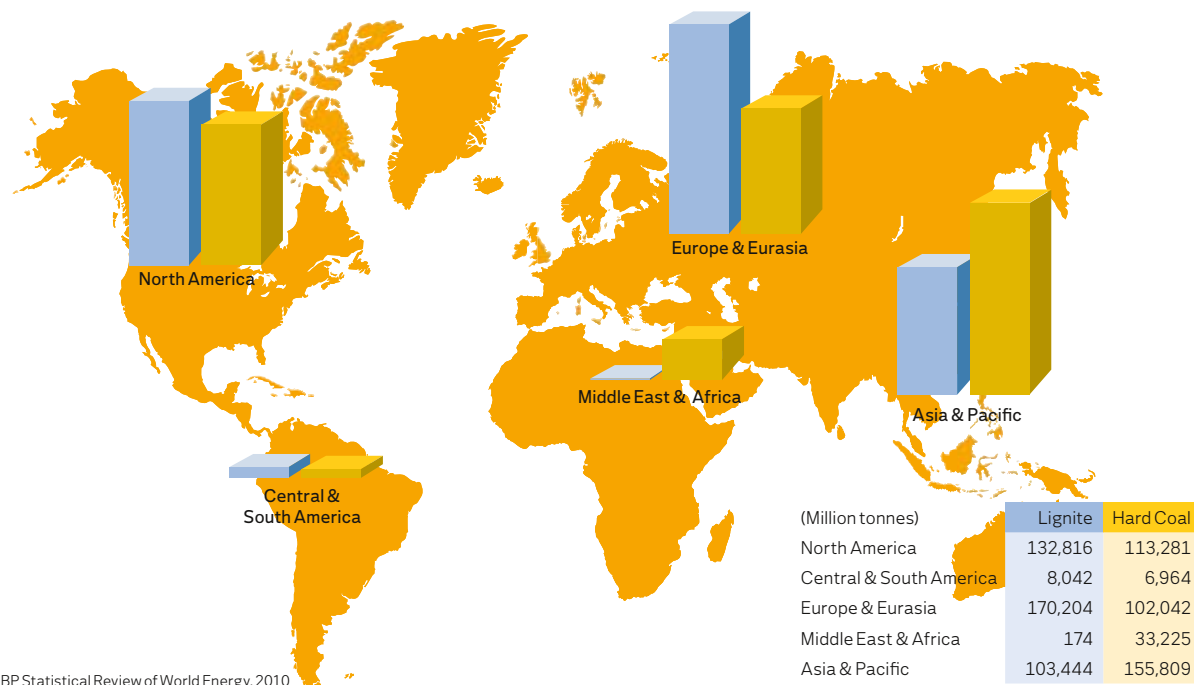 North America
Europe & Eurasia
Middle East & Africa
Asia & Pacific
Central &
South America
(Million tonnes) Lignite Hard Coal
North America 132,816 113,281
Central & South America 8,042 6,964
Europe & Eurasia 170,204 102,042
Middle East & Africa 174 33,225
Asia & Pacific 103,444 155,809
BP Statistical Review of World Energy, 2010